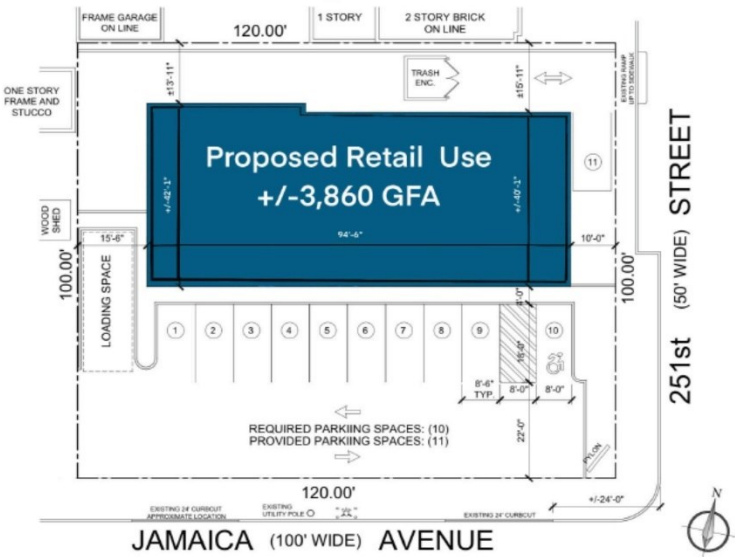 FRAME GARAGE
ON LINE
120.00'
1 STORY
2 STORY BRICK
ON LINE
ONE STORY
FRAME AND
STUCCO
±13'-11"
TRASH
ENC.
±15'-11"
EXISTING RAMP
UP TO SIDEWALK
Proposed Retail Use
+/-3,860 GFA
+/-42'-1"
+/-40'-1"
94'-6"
11
WOOD
SHED
15'-6"
10'-0"
100.00'
LOADING SPACE
100.00'
251st (50' WIDE) STREET
4'-0"
1
2
3
4
5
6
7
8
9
10
18'-0"
8'-6"
TYP.
8'-0"
8'-0"
REQUIRED PARKIING SPACES: (10)
PROVIDED PARKIING SPACES: (11)
22'-0"
PYLON
120.00'
+/-24'-0"
N
EXISTING 24' CURBCUT
APPROXIMATE LOCATION
EXISTING
UTILITY POLE
EXISTING 24' CURBCUT
JAMAICA (100' WIDE) AVENUE